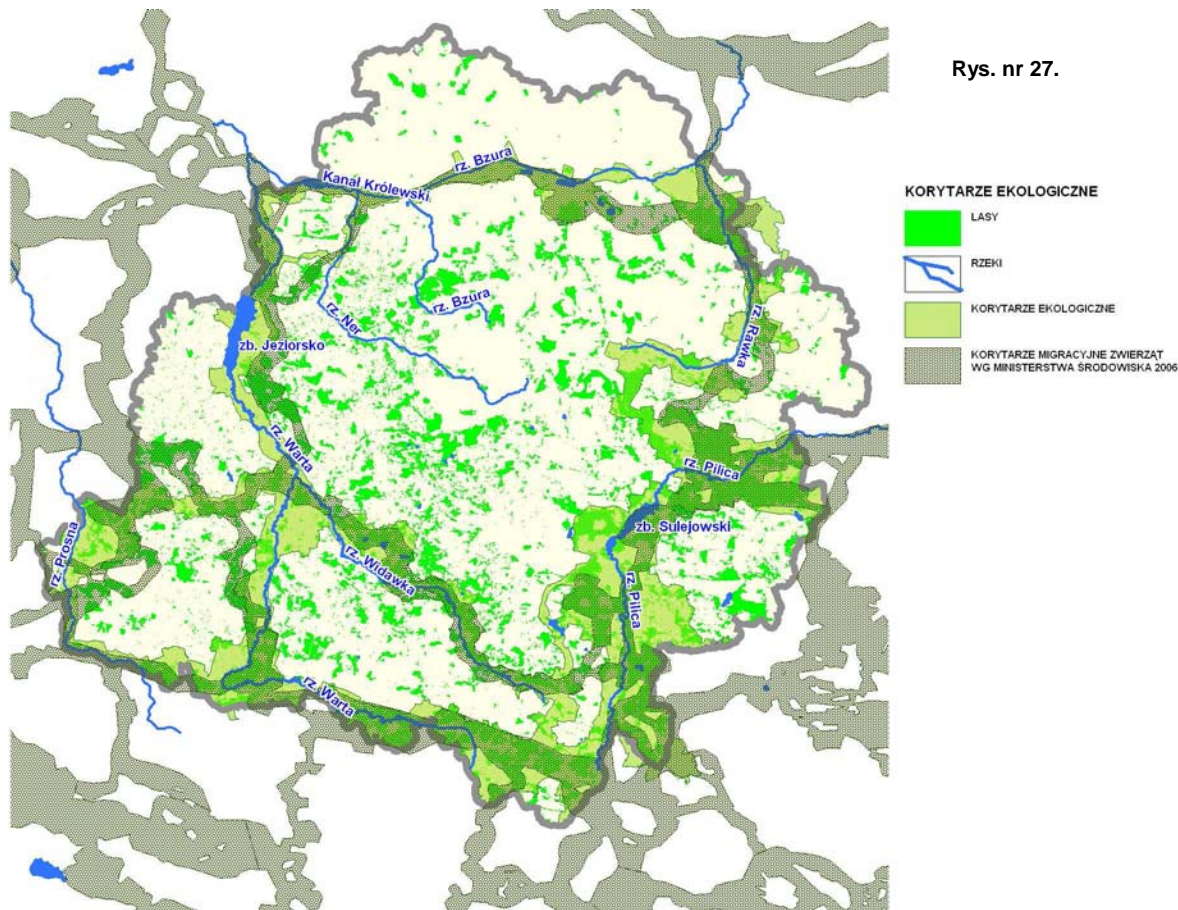 Rys. nr 27.
KORYTARZE EKOLOGICZNE
LASY
RZEKI
KORYTARZE EKOLOGICZNE
KORYTARZE MIGRACYJNE ZWIERZĄT
WG MINISTERSTWA ŚRODOWISKA 2006
rz. Bzura
Kanał Królewski
rz. Bzura
rz. Ner
rz. Rawka
zb. Jeziorsko
rz. Warta
rz. Pilica
zb. Sulejowski
rz. Prosna
rz. Widawka
rz. Pilica
rz. Warta